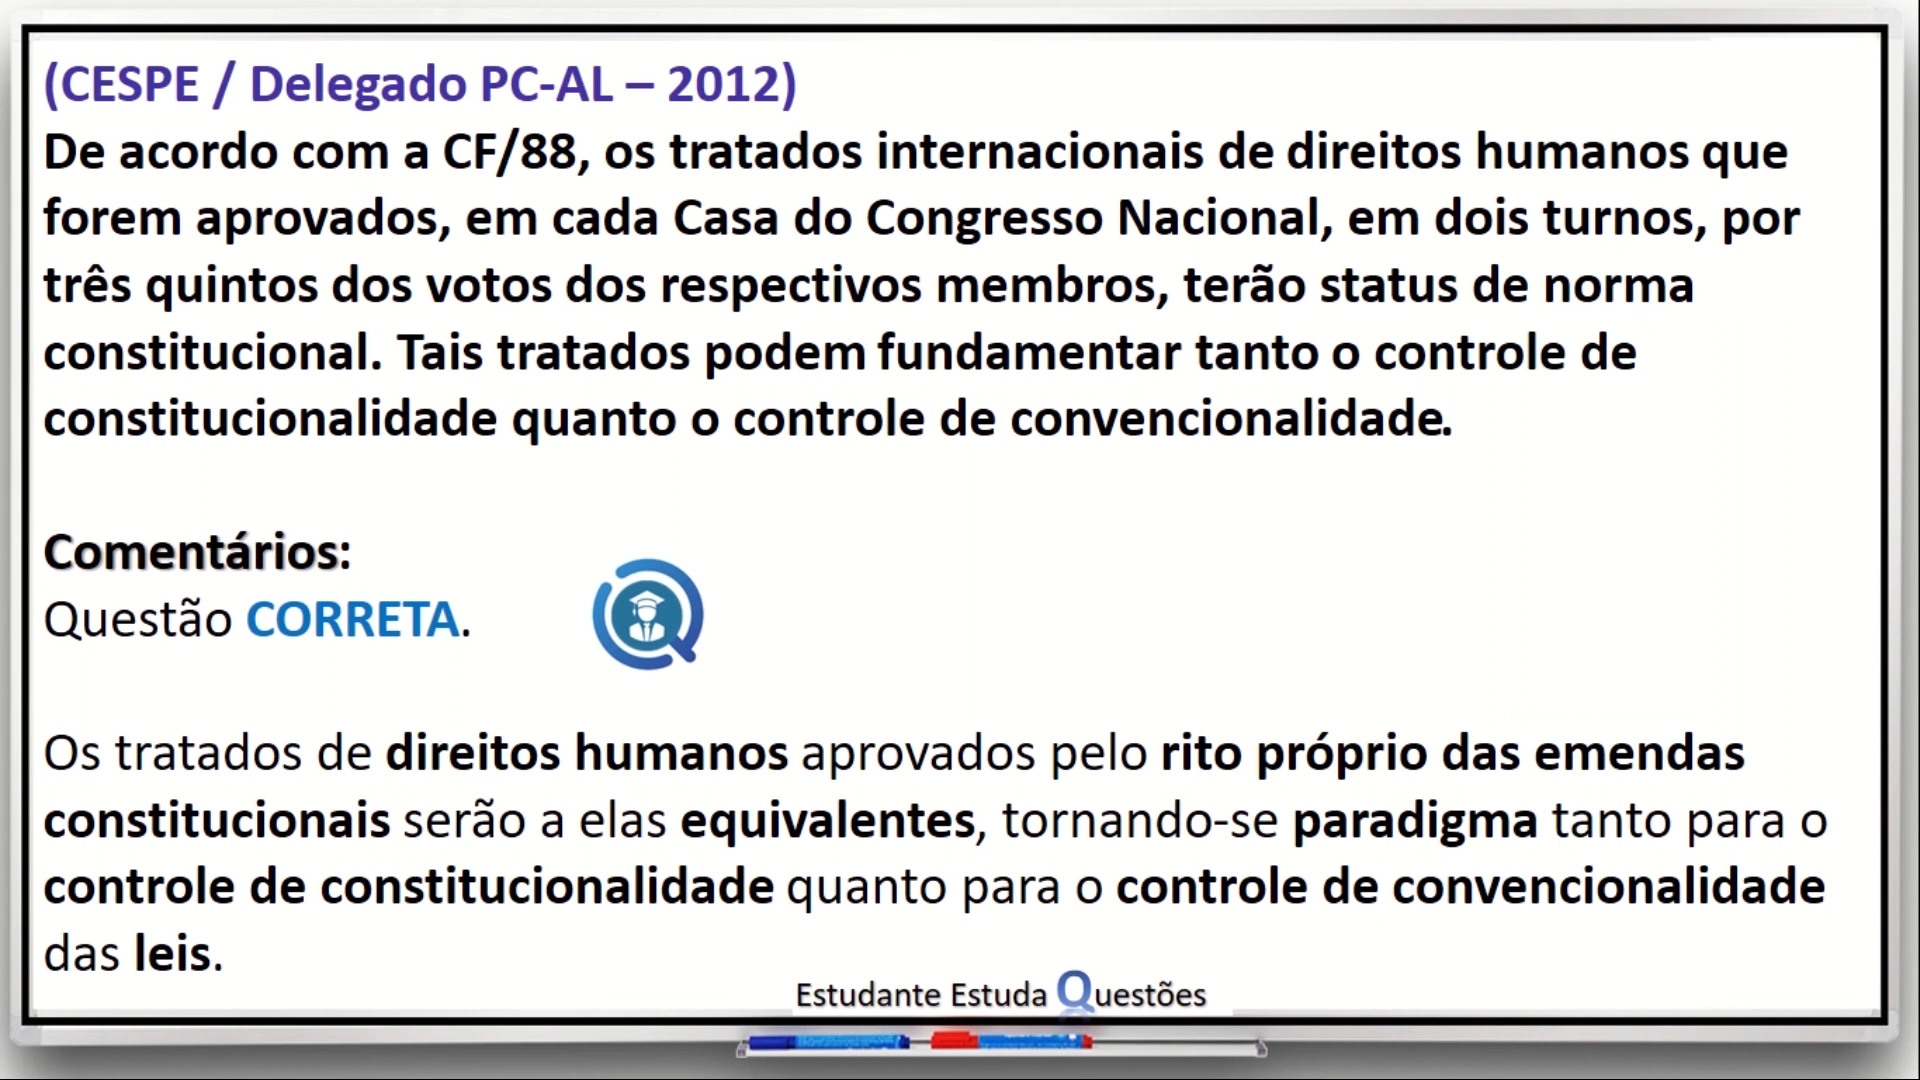 (CESPE / Delegado PC-AL – 2012)
De acordo com a CF/88, os tratados internacionais de direitos humanos que
forem aprovados, em cada Casa do Congresso Nacional, em dois turnos, por
três quintos dos votos dos respectivos membros, terão status de norma
constitucional. Tais tratados podem fundamentar tanto o controle de
constitucionalidade quanto o controle de convencionalidade.
Comentários:
Questão CORRETA.
Os tratados de direitos humanos aprovados pelo rito próprio das emendas
constitucionais serão a elas equivalentes, tornando-se paradigma tanto para o
controle de constitucionalidade quanto para o controle de convencionalidade
das leis.
Estudante Estuda Questões